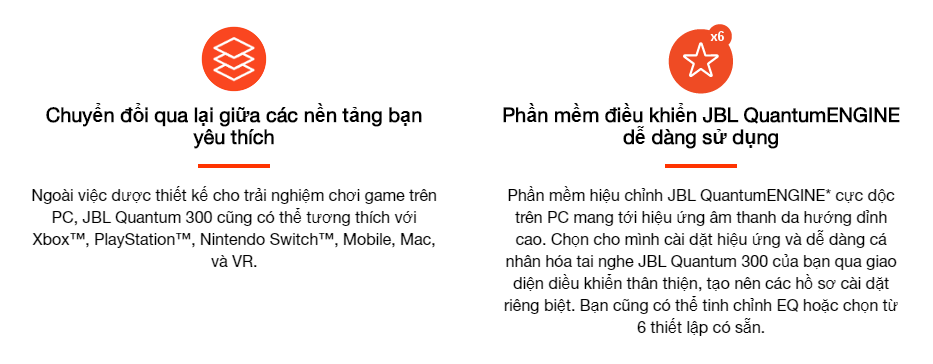 Chuyển đổi qua lại giữa các nền tảng bạn
yêu thích
Ngoài việc dược thiết kế cho trải nghiệm chơi game trên
PC, JBL Quantum 300 cũng có thể tương thích với
Xbox™, PlayStation™, Nintendo Switch™, Mobile, Mac,
và VR.
x6
Phần mềm điều khiển JBL QuantumENGINE
dễ dàng sử dụng
Phần mềm hiệu chỉnh JBL QuantumENGINE* cực dộc
trên PC mang tới hiệu ứng âm thanh da hướng dỉnh
cao. Chọn cho mình cài dặt hiệu ứng và dễ dàng cá
nhân hóa tai nghe JBL Quantum 300 của bạn qua giao
diện diều khiển thân thiện, tạo nên các hồ sơ cài dặt
riêng biệt. Bạn cũng có thể tinh chỉnh EQ hoặc chọn từ
6 thiết lập có sẵn.